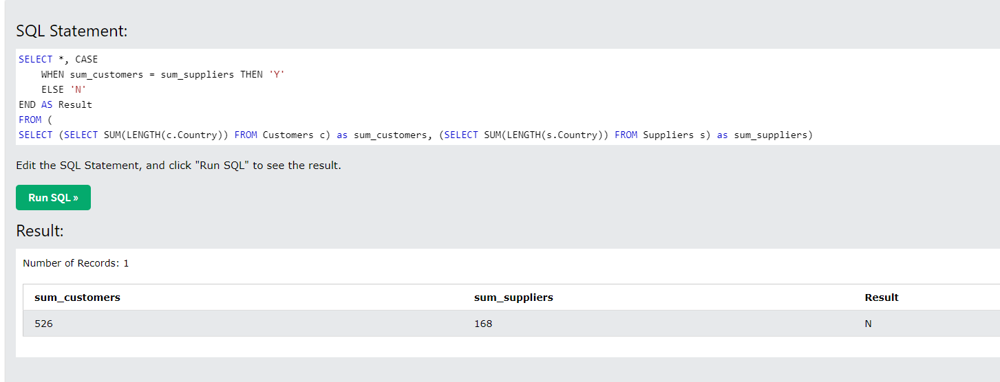 SQL Statement:
SELECT *, CASE
    WHEN sum_customers = sum_suppliers THEN 'Y'
    ELSE 'N'
END AS Result
FROM (
SELECT (SELECT SUM(LENGTH(c.Country)) FROM Customers c) as sum_customers, (SELECT SUM(LENGTH(s.Country)) FROM Suppliers s) as sum_suppliers)
Edit the SQL Statement, and click "Run SQL" to see the result.
Run SQL »
Result:
Number of Records: 1
sum_customers sum_suppliers Result
526 168 N